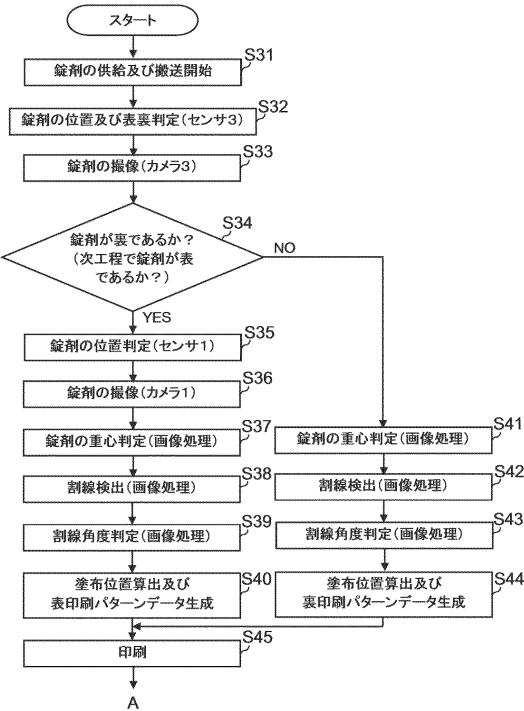 スタート
S31
錠剤の供給及び搬送開始
S32
錠剤の位置及び表裏判定(センサ3)
S33
錠剤の撮像(カメラ3)
S34
錠剤が裏であるか?
(次工程で錠剤が表
であるか?)
NO
YES
S35
錠剤の位置判定(センサ1)
S36
錠剤の撮像(カメラ1)
S37
錠剤の重心判定(画像処理)
S38
割線検出(画像処理)
S39
割線角度判定(画像処理)
S40
塗布位置算出及び
表印刷パターンデータ生成
S41
錠剤の重心判定(画像処理)
S42
割線検出(画像処理)
S43
割線角度判定(画像処理)
S44
塗布位置算出及び
裏印刷パターンデータ生成
S45
印刷
A